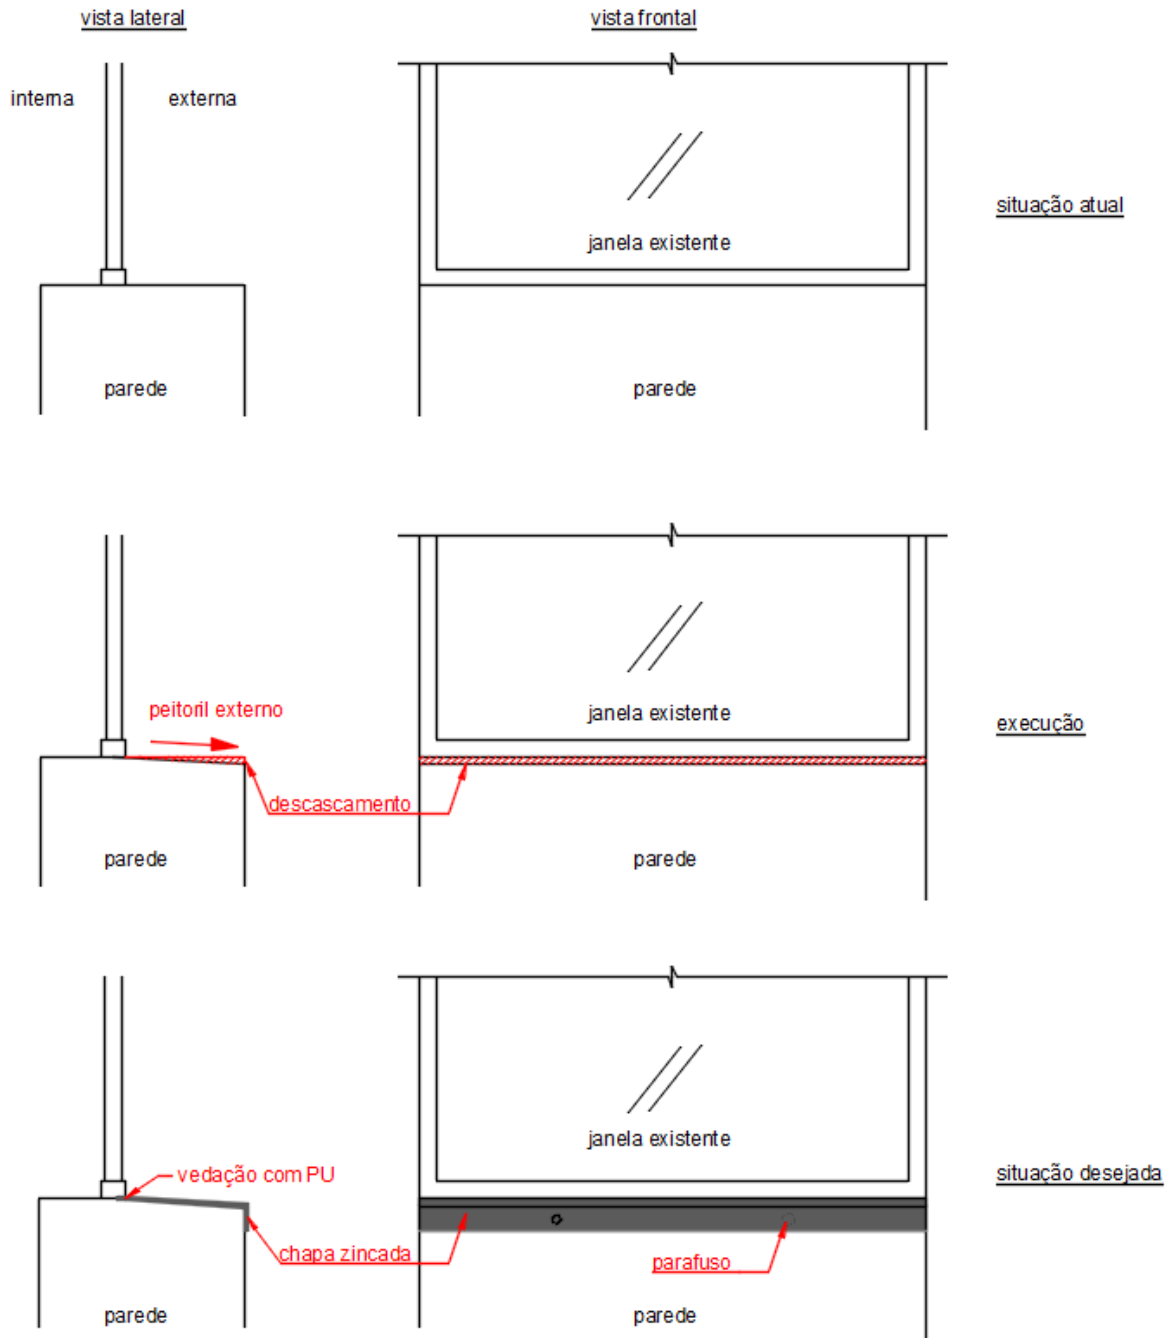 vista lateral
vista frontal
interna
externa
situação atual
janela existente
parede
parede
peitoril externo
janela existente
execução
descascamento
parede
parede
janela existente
vedação com PU
situação desejada
chapa zincada
parafuso
parede
parede